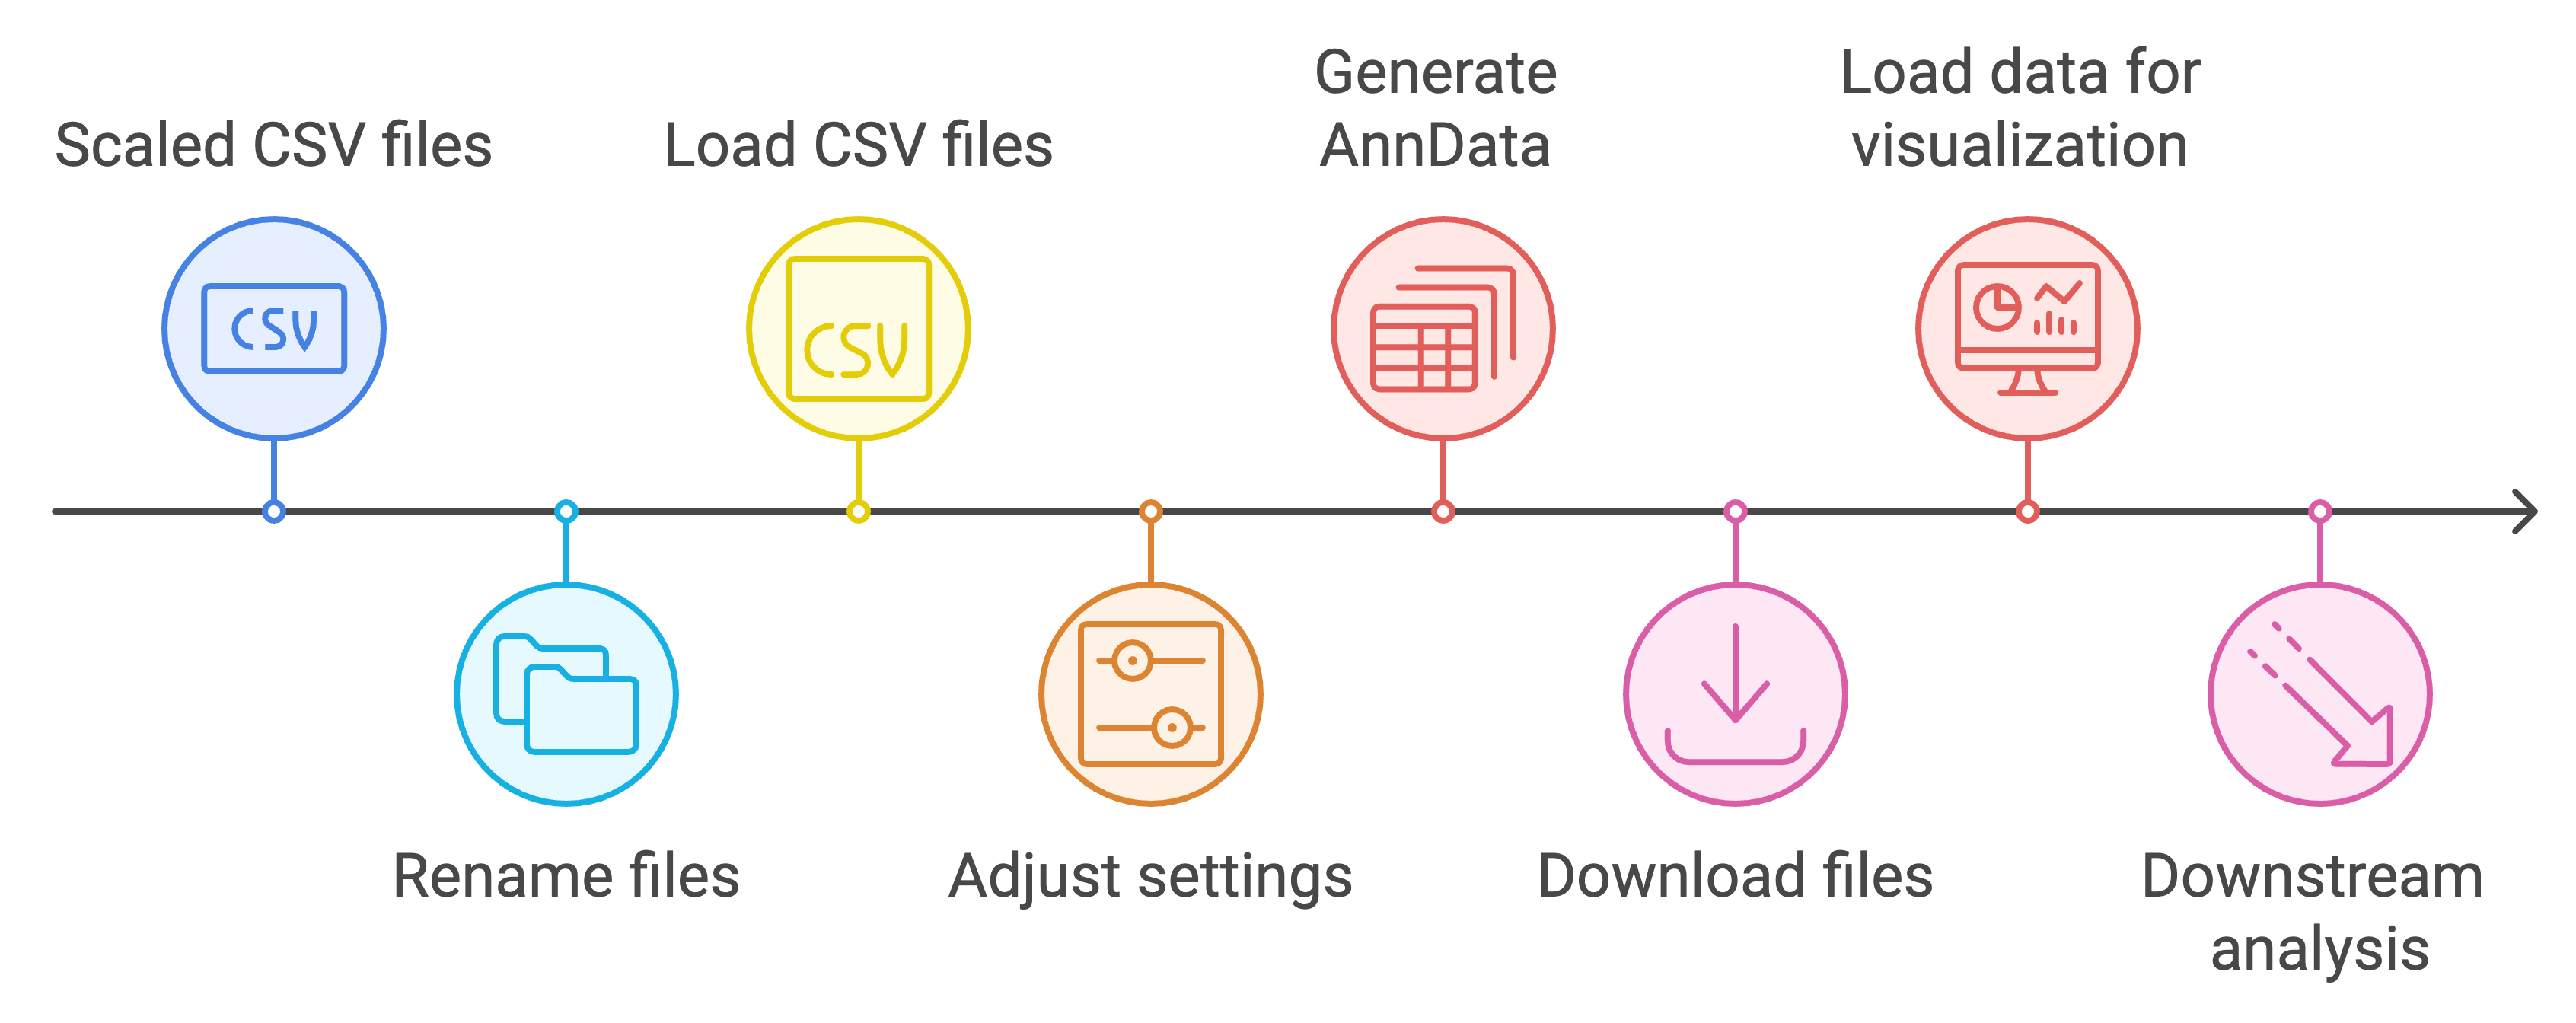 Scaled CSV files
CSV
Rename files
Load CSV files
CSV
Adjust settings
Generate
AnnData
Download files
Load data for
visualization
Downstream
analysis